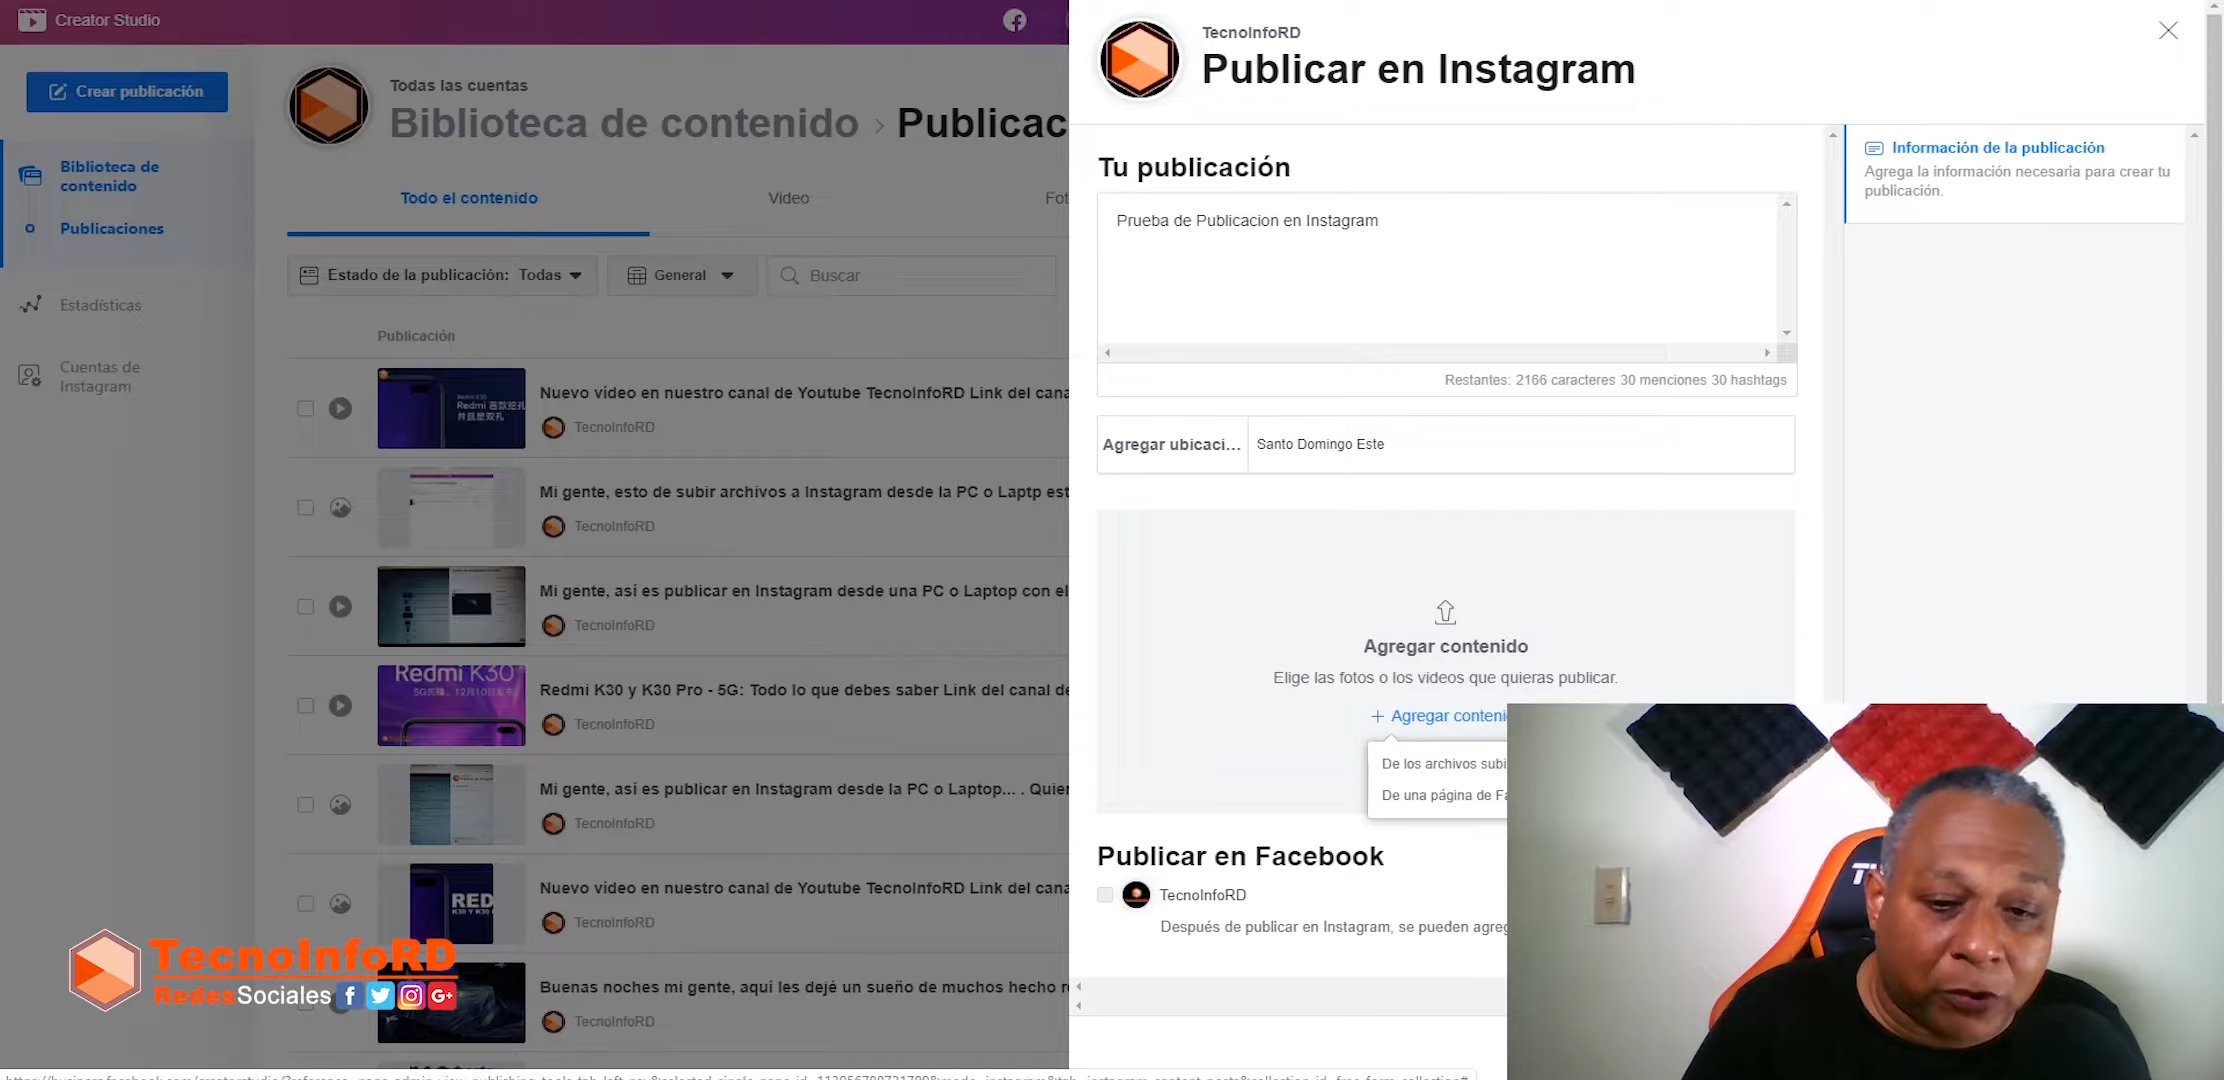 Creator Studio
Crear publicación
Biblioteca de
contenido
Publicaciones
Estadísticas
Cuentas de
Instagram
Todas las cuentas
Biblioteca de contenido › Publicac
Todo el contenido
Video
Fot
Estado de la publicación: Todas
General
Buscar
Publicación
Nuevo vídeo en nuestro canal de Youtube TecnoInfoRD Link del cana
TecnoInfoRD
Mi gente, esto de subir archivos a Instagram desde la PC o Laptp est
TecnoInfoRD
Mi gente, así es publicar en Instagram desde una PC o Laptop con el
TecnoInfoRD
Redmi K30
Redmi K30 y K30 Pro - 5G: Todo lo que debes saber Link del canal de
TecnoInfoRD
Mi gente, así es publicar en Instagram desde la PC o Laptop... . Quier
TecnoInfoRD
RED
Nuevo vídeo en nuestro canal de Youtube TecnoInfoRD Link del cana
TecnoInfoRD
Buenas noches mi gente, aquí les dejé un sueño de muchos hecho r
TecnoInfoRD
TecnoInfoRD
RedesSociales
TecnoInfoRD
Publicar en Instagram
Tu publicación
Prueba de Publicacion en Instagram
Restantes: 2166 caracteres 30 menciones 30 hashtags
Agregar ubicaci...
Santo Domingo Este
Agregar contenido
Elige las fotos o los videos que quieras publicar.
+ Agregar conteni
De los archivos subi
De una página de Fa
Publicar en Facebook
TecnoInfoRD
Después de publicar en Instagram, se pueden agreg
Información de la publicación
Agrega la información necesaria para crear tu
publicación.